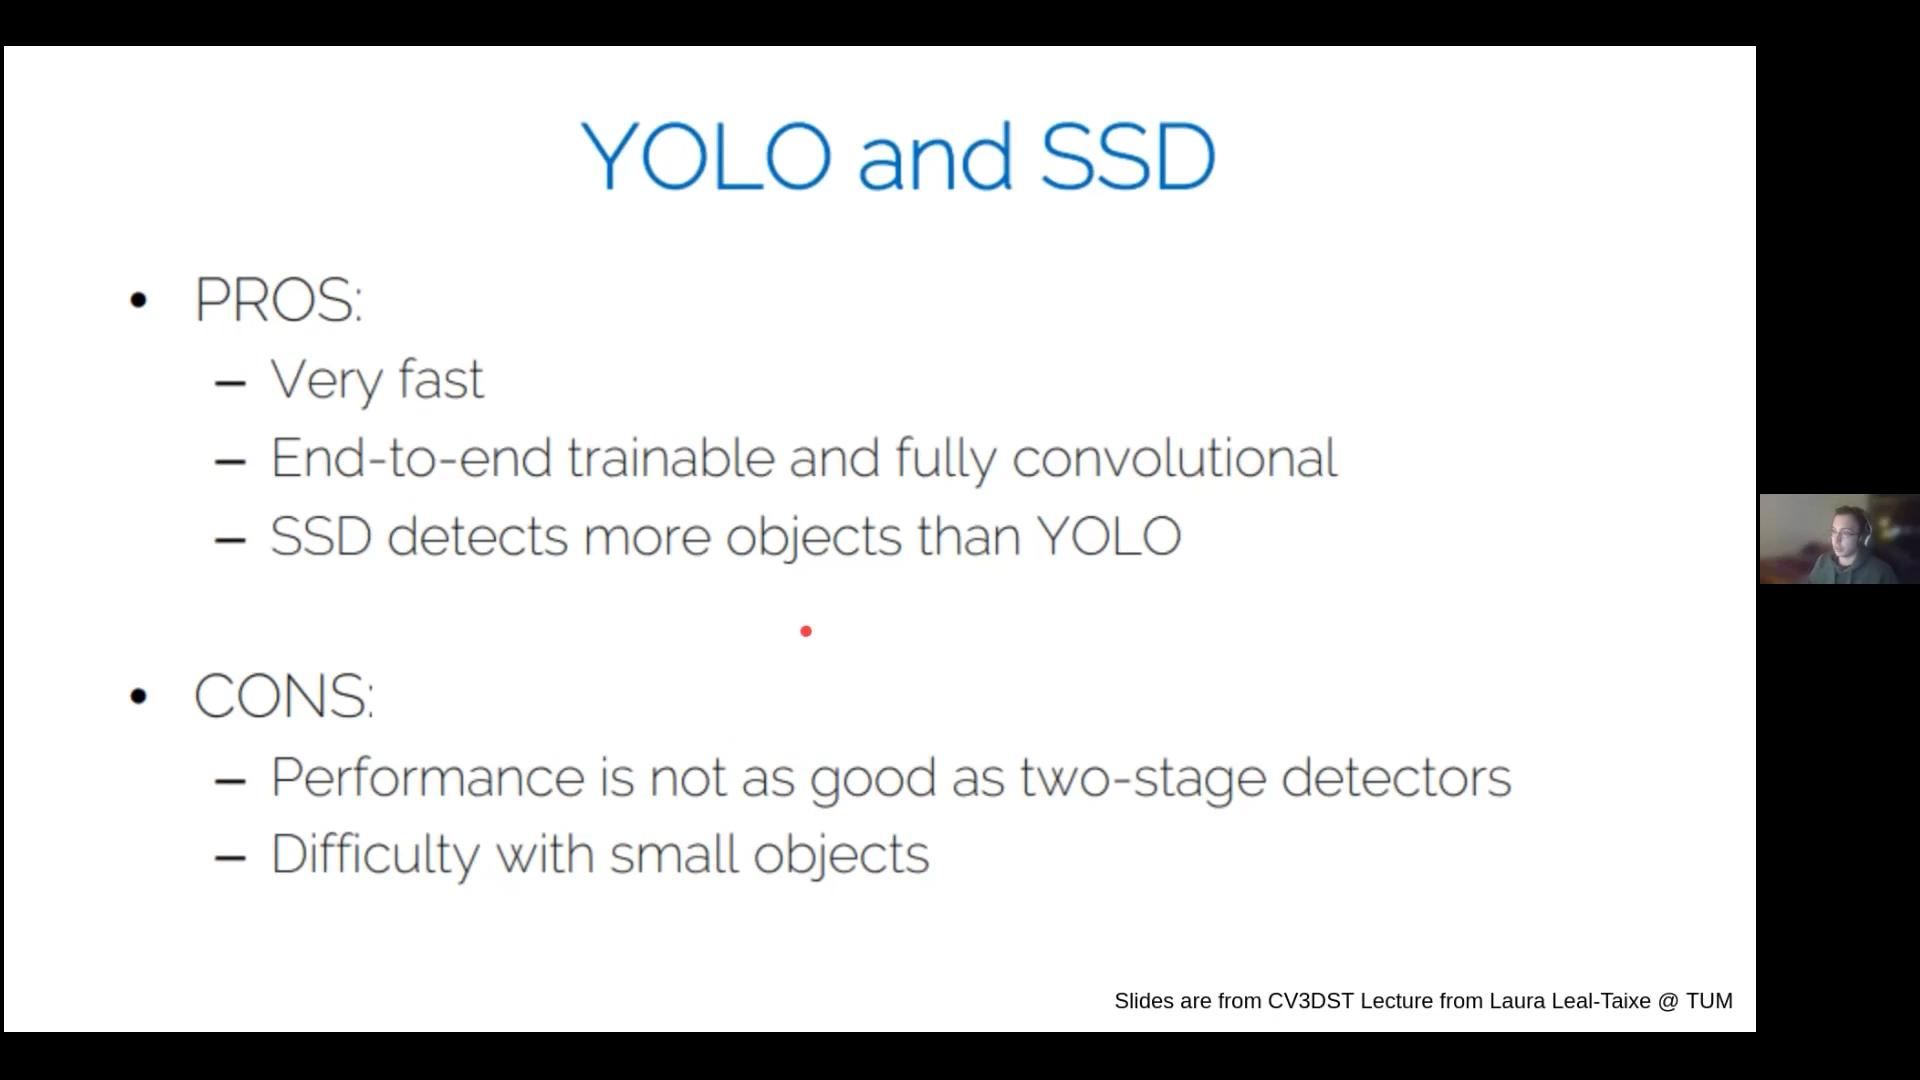 YOLO and SSD
• PROS:
– Very fast
– End-to-end trainable and fully convolutional
– SSD detects more objects than YOLO
• CONS:
– Performance is not as good as two-stage detectors
– Difficulty with small objects
Slides are from CV3DST Lecture from Laura Leal-Taixe @ TUM